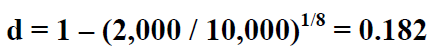 d = 1 – (2,000 / 10,000)^1/8 = 0.182